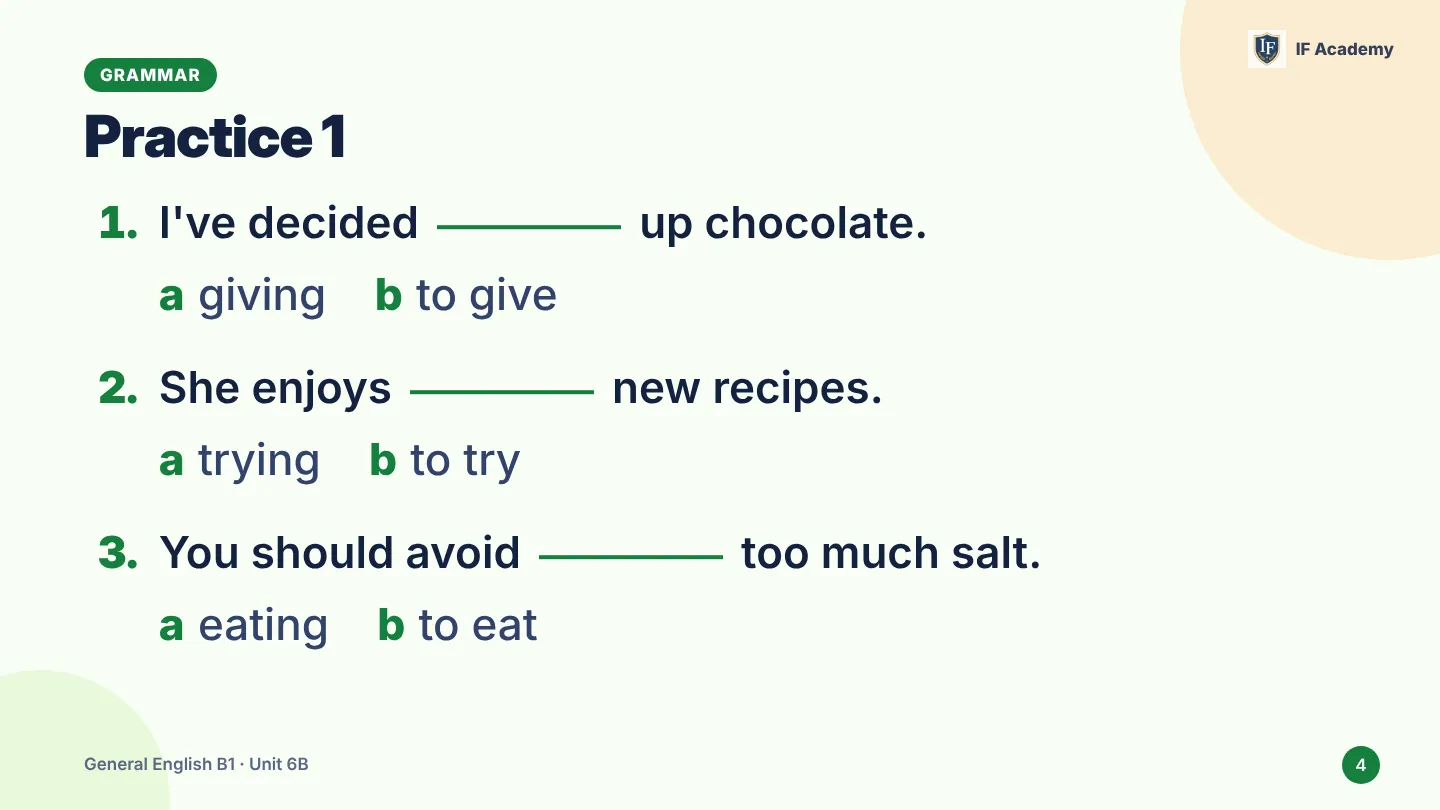 IF
IF Academy
GRAMMAR
Practice 1
1. I've decided ________ up chocolate.
a giving b to give
2. She enjoys ________ new recipes.
a trying b to try
3. You should avoid ________ too much salt.
a eating b to eat
General English B1 · Unit 6B
4